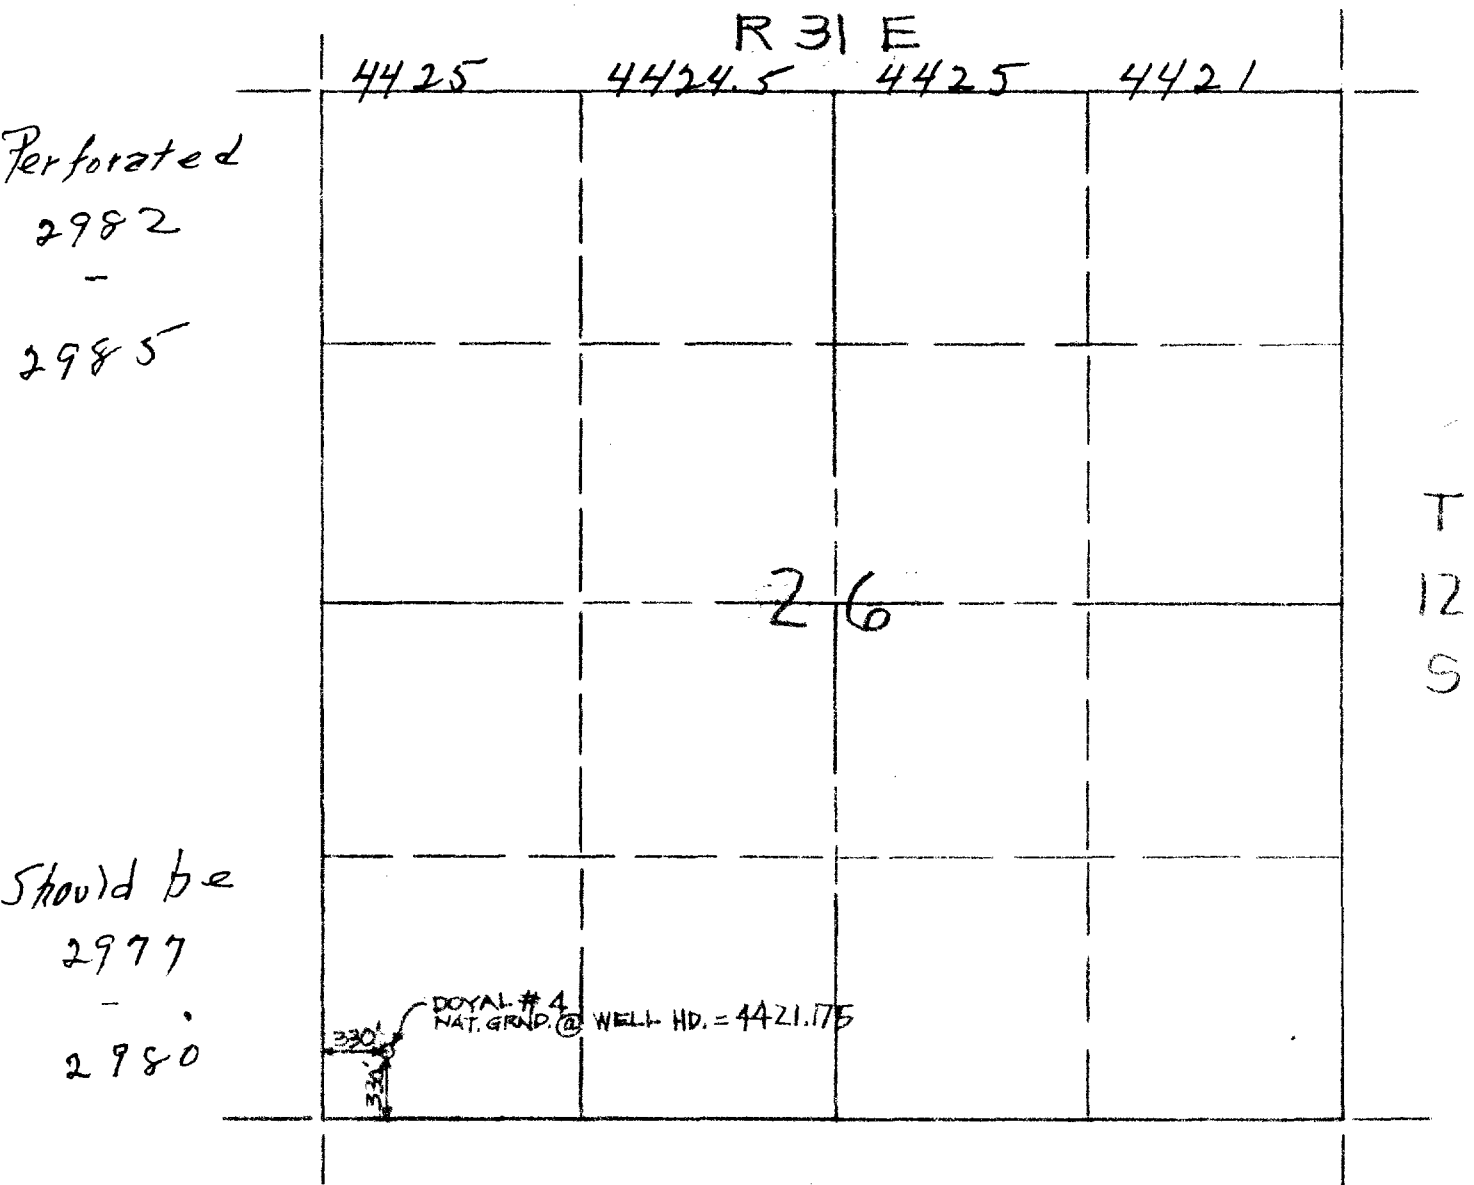 R 31 E
4425 4424.5 4425 4421
Perforated
2982
-
2985
T
12
S
26
Should be
2977
-
2980
DOYAL # 4
NAT. GRND. @ WELL HD. = 4421.175
330'
330'